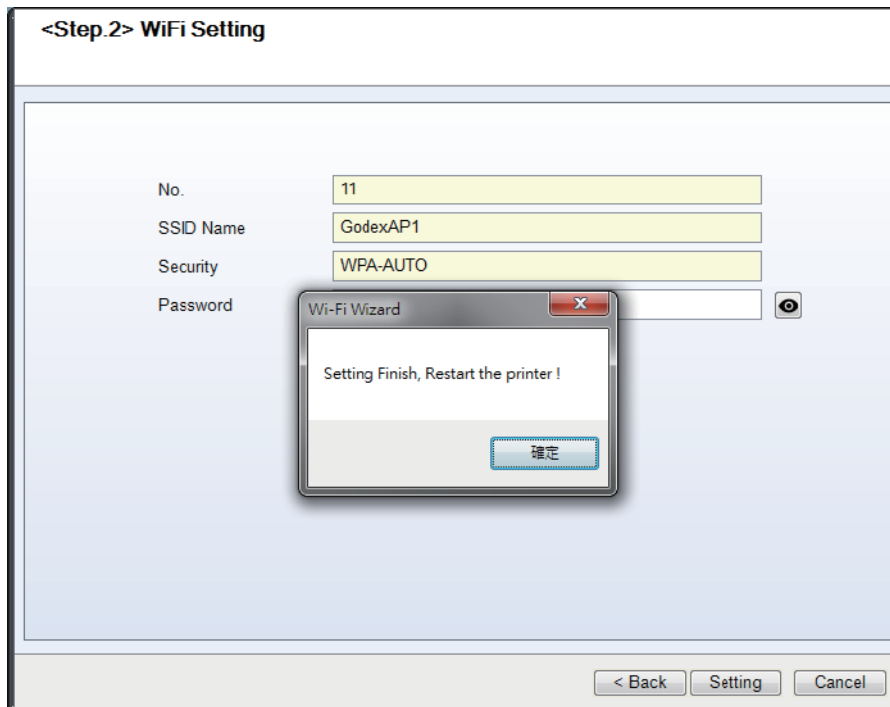 <Step.2> WiFi Setting
No. 11
SSID Name GodexAP1
Security WPA-AUTO
Password
Wi-Fi Wizard
Setting Finish, Restart the printer !
確定
< Back Setting Cancel